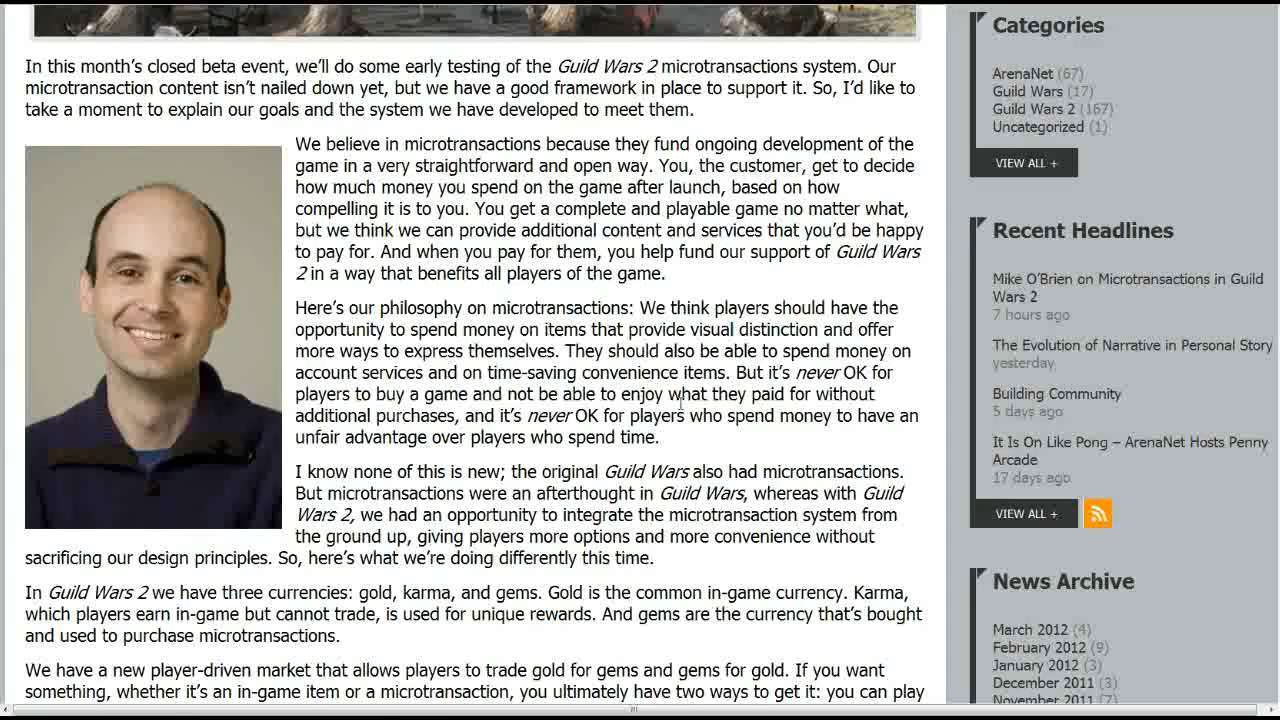 In this month's closed beta event, we'll do some early testing of the Guild Wars 2 microtransactions system. Our
microtransaction content isn't nailed down yet, but we have a good framework in place to support it. So, I'd like to
take a moment to explain our goals and the system we have developed to meet them.
We believe in microtransactions because they fund ongoing development of the
game in a very straightforward and open way. You, the customer, get to decide
how much money you spend on the game after launch, based on how
compelling it is to you. You get a complete and playable game no matter what,
but we think we can provide additional content and services that you'd be happy
to pay for. And when you pay for them, you help fund our support of Guild Wars
2 in a way that benefits all players of the game.
Here's our philosophy on microtransactions: We think players should have the
opportunity to spend money on items that provide visual distinction and offer
more ways to express themselves. They should also be able to spend money on
account services and on time-saving convenience items. But it's never OK for
players to buy a game and not be able to enjoy what they paid for without
additional purchases, and it's never OK for players who spend money to have an
unfair advantage over players who spend time.
I know none of this is new; the original Guild Wars also had microtransactions.
But microtransactions were an afterthought in Guild Wars, whereas with Guild
Wars 2, we had an opportunity to integrate the microtransaction system from
the ground up, giving players more options and more convenience without
sacrificing our design principles. So, here's what we're doing differently this time.
In Guild Wars 2 we have three currencies: gold, karma, and gems. Gold is the common in-game currency. Karma,
which players earn in-game but cannot trade, is used for unique rewards. And gems are the currency that's bought
and used to purchase microtransactions.
We have a new player-driven market that allows players to trade gold for gems and gems for gold. If you want
something, whether it's an in-game item or a microtransaction, you ultimately have two ways to get it: you can play
Categories
ArenaNet (67)
Guild Wars (17)
Guild Wars 2 (167)
Uncategorized (1)
VIEW ALL +
Recent Headlines
Mike O'Brien on Microtransactions in Guild
Wars 2
7 hours ago
The Evolution of Narrative in Personal Story
yesterday
Building Community
5 days ago
It Is On Like Pong – ArenaNet Hosts Penny
Arcade
17 days ago
VIEW ALL +
News Archive
March 2012 (4)
February 2012 (9)
January 2012 (3)
December 2011 (3)
November 2011 (7)